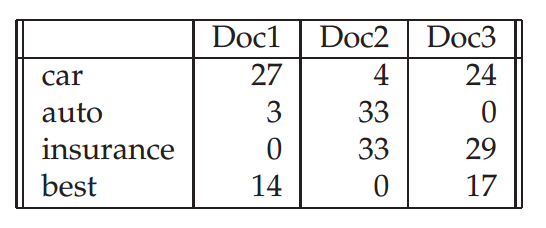 Doc1 Doc2 Doc3
car 27 4 24
auto 3 33 0
insurance 0 33 29
best 14 0 17